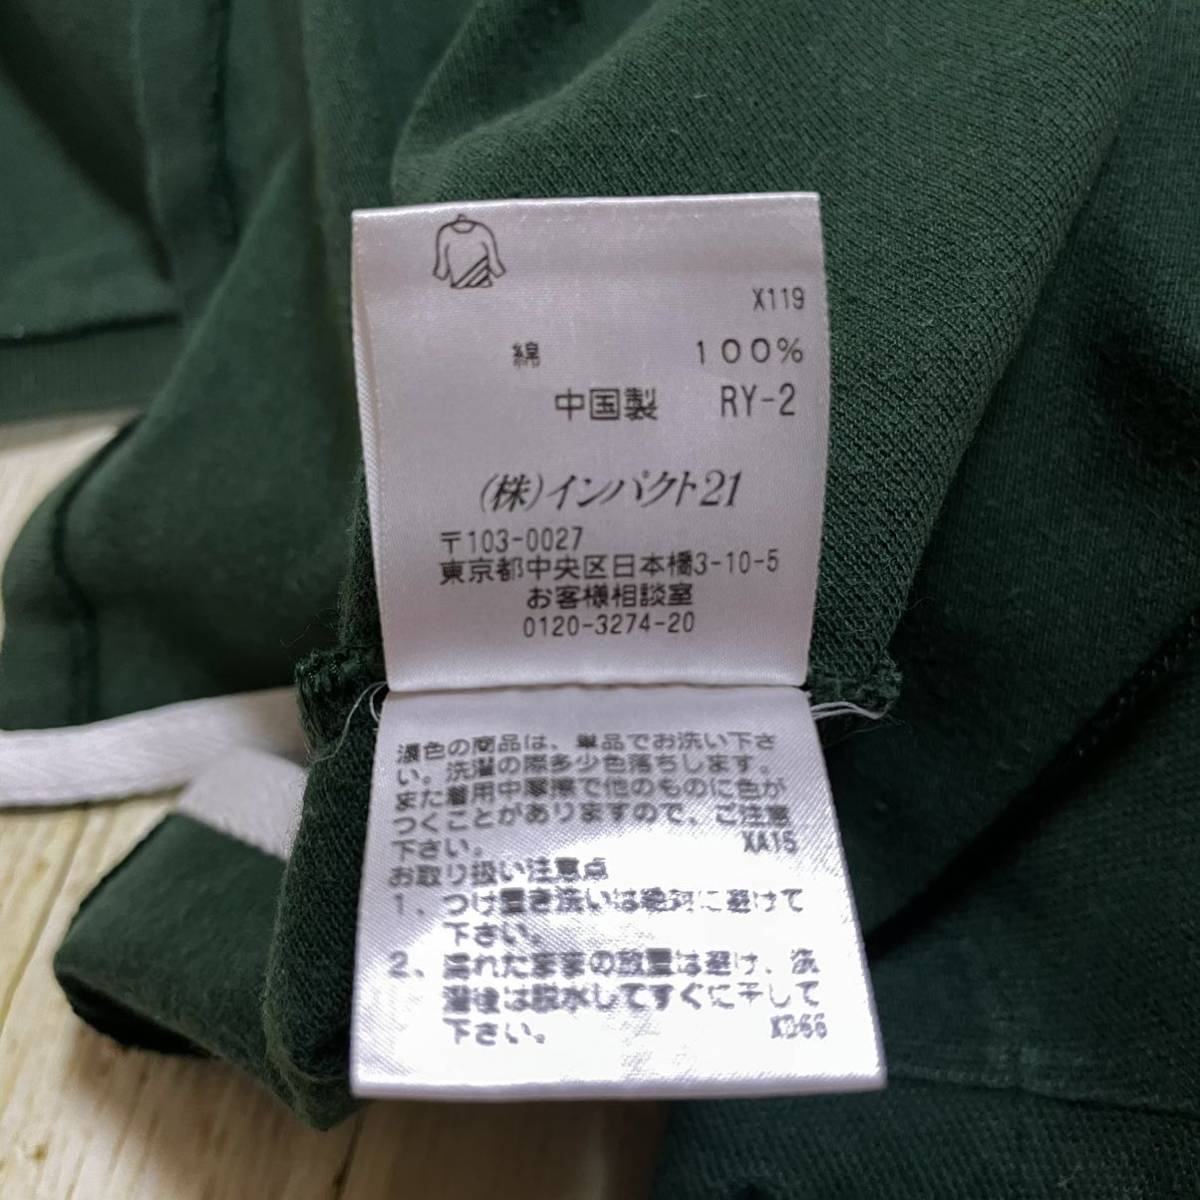 X119
綿 100%
中国製 RY-2
(株)インパクト21
〒103-0027
東京都中央区日本橋3-10-5
お客様相談室
0120-3274-20
濃色の商品は、単品でお洗い下さ
い。洗濯の際多少色落ちします。
また着用中摩擦で他のものに色が
つくことがありますので、ご注意
下さい。 XA15
お取り扱い注意点
1、つけ置き洗いは絶対に避けて
下さい。
2、濡れたままの放置は避け、洗
濯後は脱水してすぐに干して
下さい。 XD66